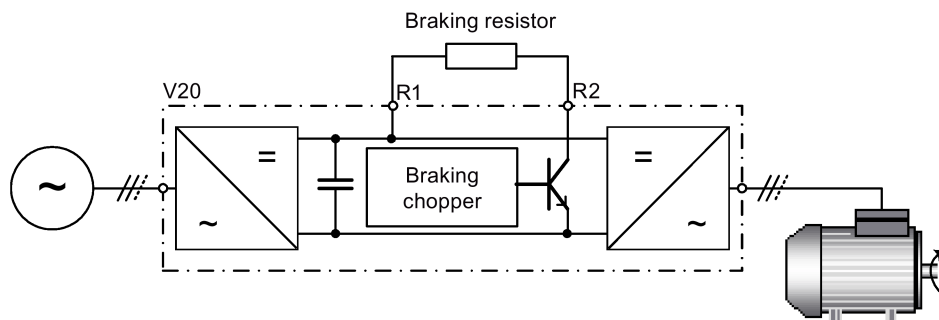 Braking resistor
V20
R1
R2
=
=
Braking
chopper
~
~
~